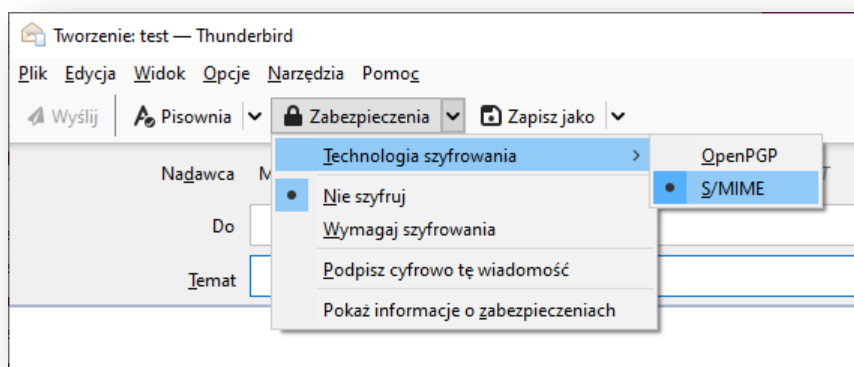 Tworzenie: test — Thunderbird
Plik Edycja Widok Opcje Narzędzia Pomoc
Wyślij Pisownia Zabezpieczenia Zapisz jako
Technologia szyfrowania OpenPGP
Nadawca
Nie szyfruj S/MIME
Do Wymagaj szyfrowania
Temat Podpisz cyfrowo tę wiadomość
Pokaż informacje o zabezpieczeniach